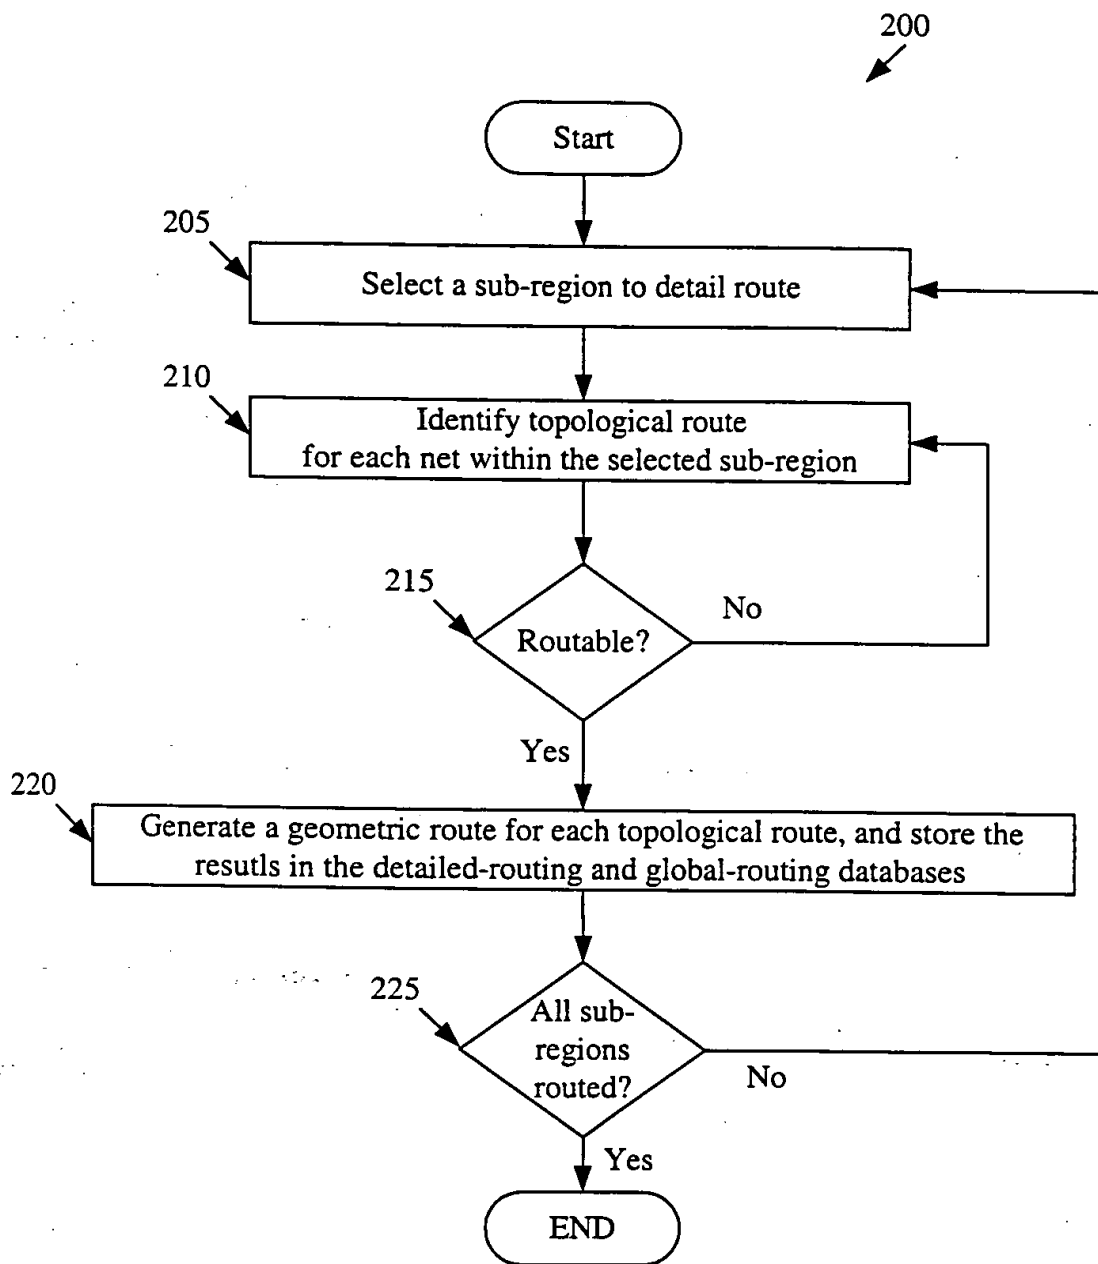 200
Start
205
Select a sub-region to detail route
210
Identify topological route
for each net within the selected sub-region
215
Routable?
No
Yes
220
Generate a geometric route for each topological route, and store the
resutls in the detailed-routing and global-routing databases
225
All sub-
regions
routed?
No
Yes
END